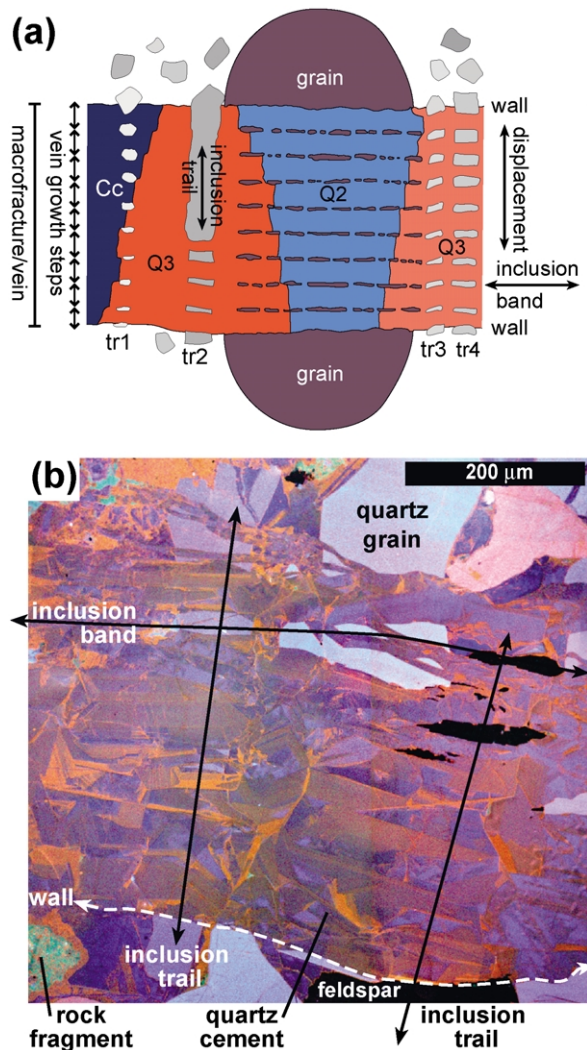 (a)
grain
wall
macrofracture/vein
vein growth steps
Cc
inclusion
trail
Q2
displacement
Q3
Q3
inclusion
band
wall
tr1
tr2
tr3
tr4
grain
(b)
200 μm
quartz
grain
inclusion
band
wall
inclusion
trail
feldspar
rock
fragment
quartz
cement
inclusion
trail